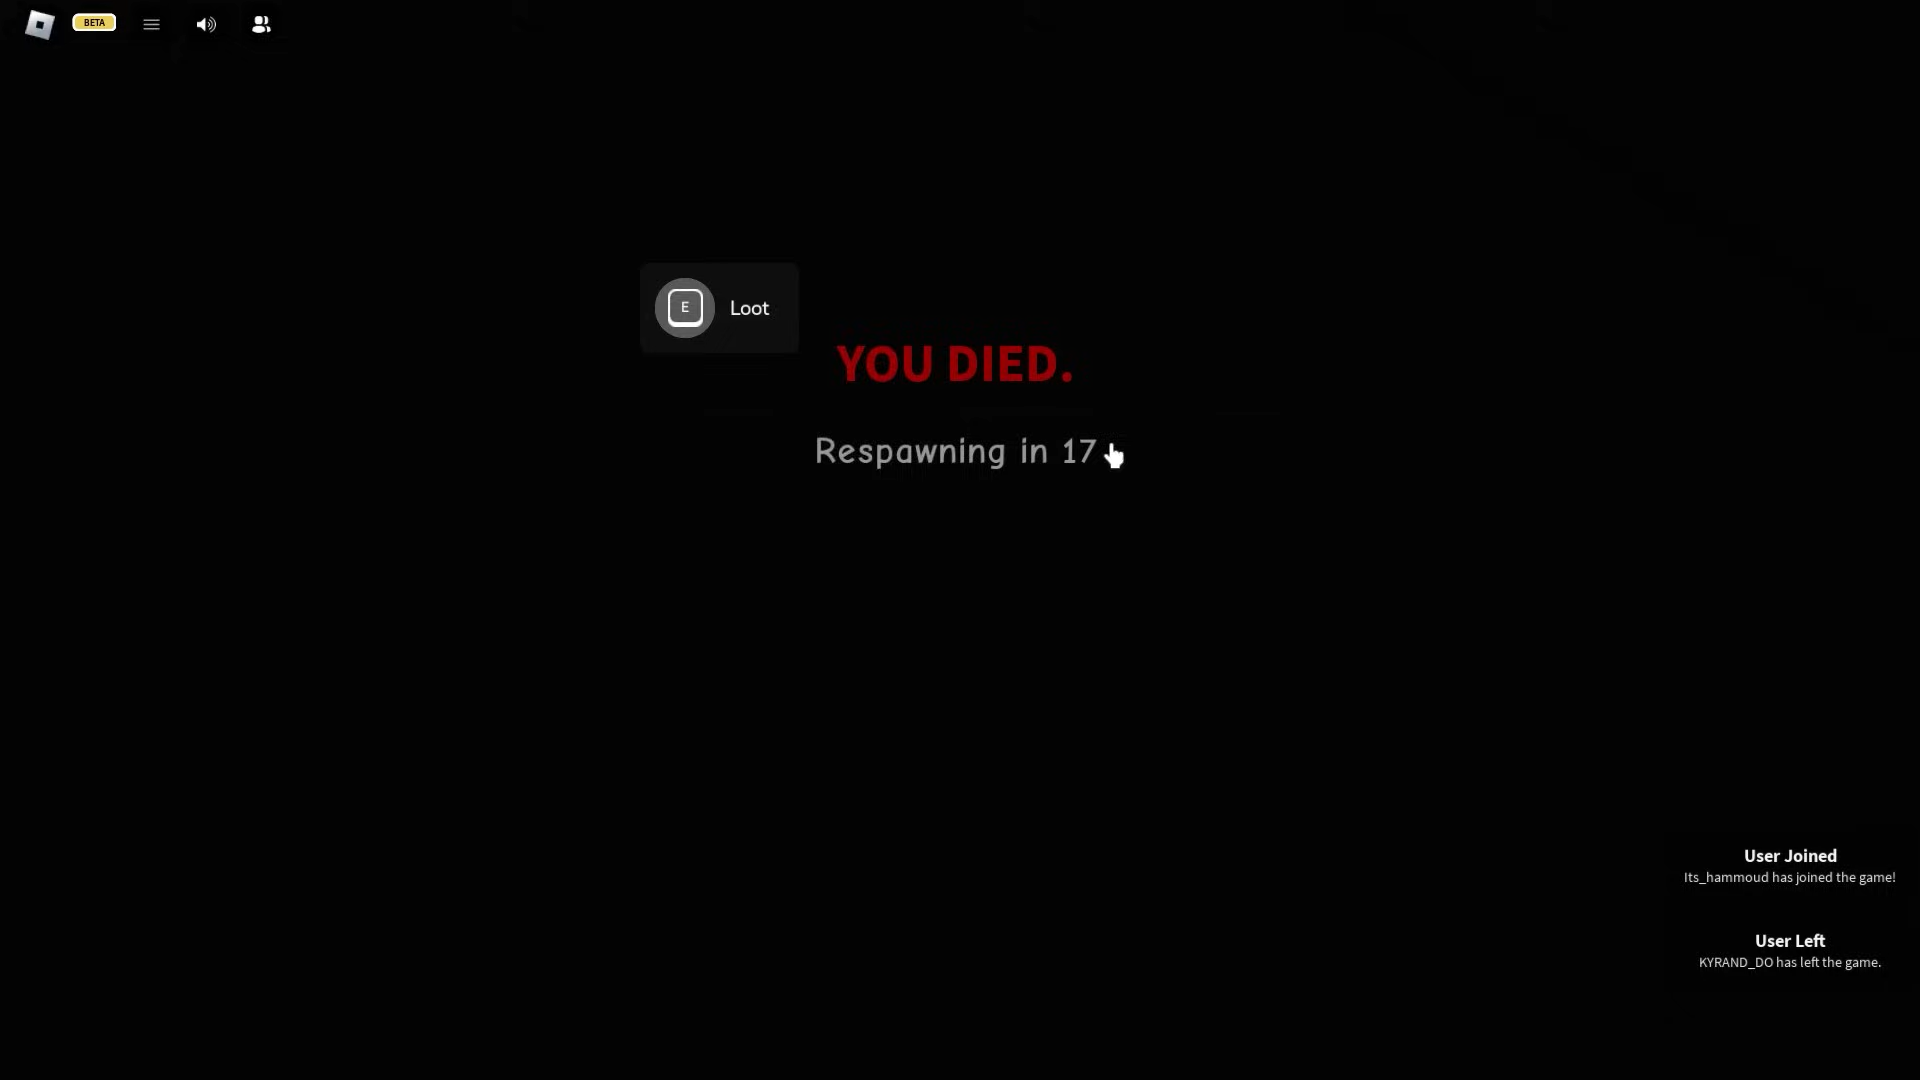 BETA
E
Loot
YOU DIED.
Respawning in 17
User Joined
Its_hammoud has joined the game!
User Left
KYRAND_DO has left the game.